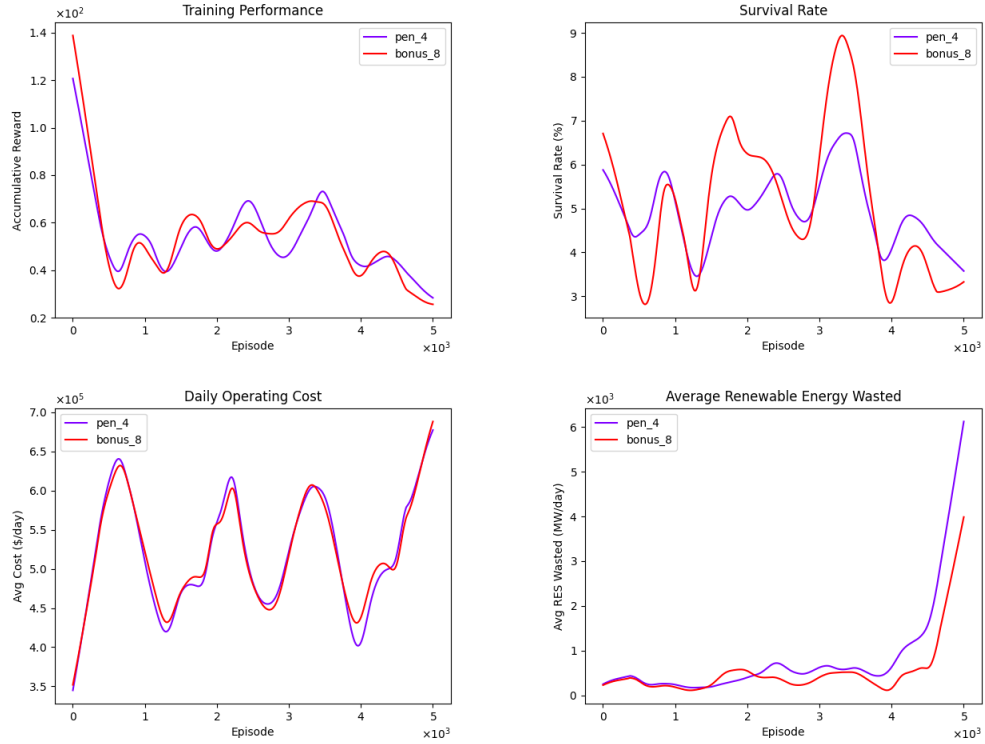 Training Performance
×10²
1.4
1.2
1.0
0.8
0.6
0.4
0.2
Accumulative Reward
pen_4
bonus_8
0 1 2 3 4 5
Episode
×10³
Survival Rate
9
8
7
6
5
4
3
Survival Rate (%)
pen_4
bonus_8
0 1 2 3 4 5
Episode
×10³
Daily Operating Cost
×10⁵
7.0
6.5
6.0
5.5
5.0
4.5
4.0
3.5
Avg Cost ($/day)
pen_4
bonus_8
0 1 2 3 4 5
Episode
×10³
Average Renewable Energy Wasted
×10³
6
5
4
3
2
1
0
Avg RES Wasted (MW/day)
pen_4
bonus_8
0 1 2 3 4 5
Episode
×10³